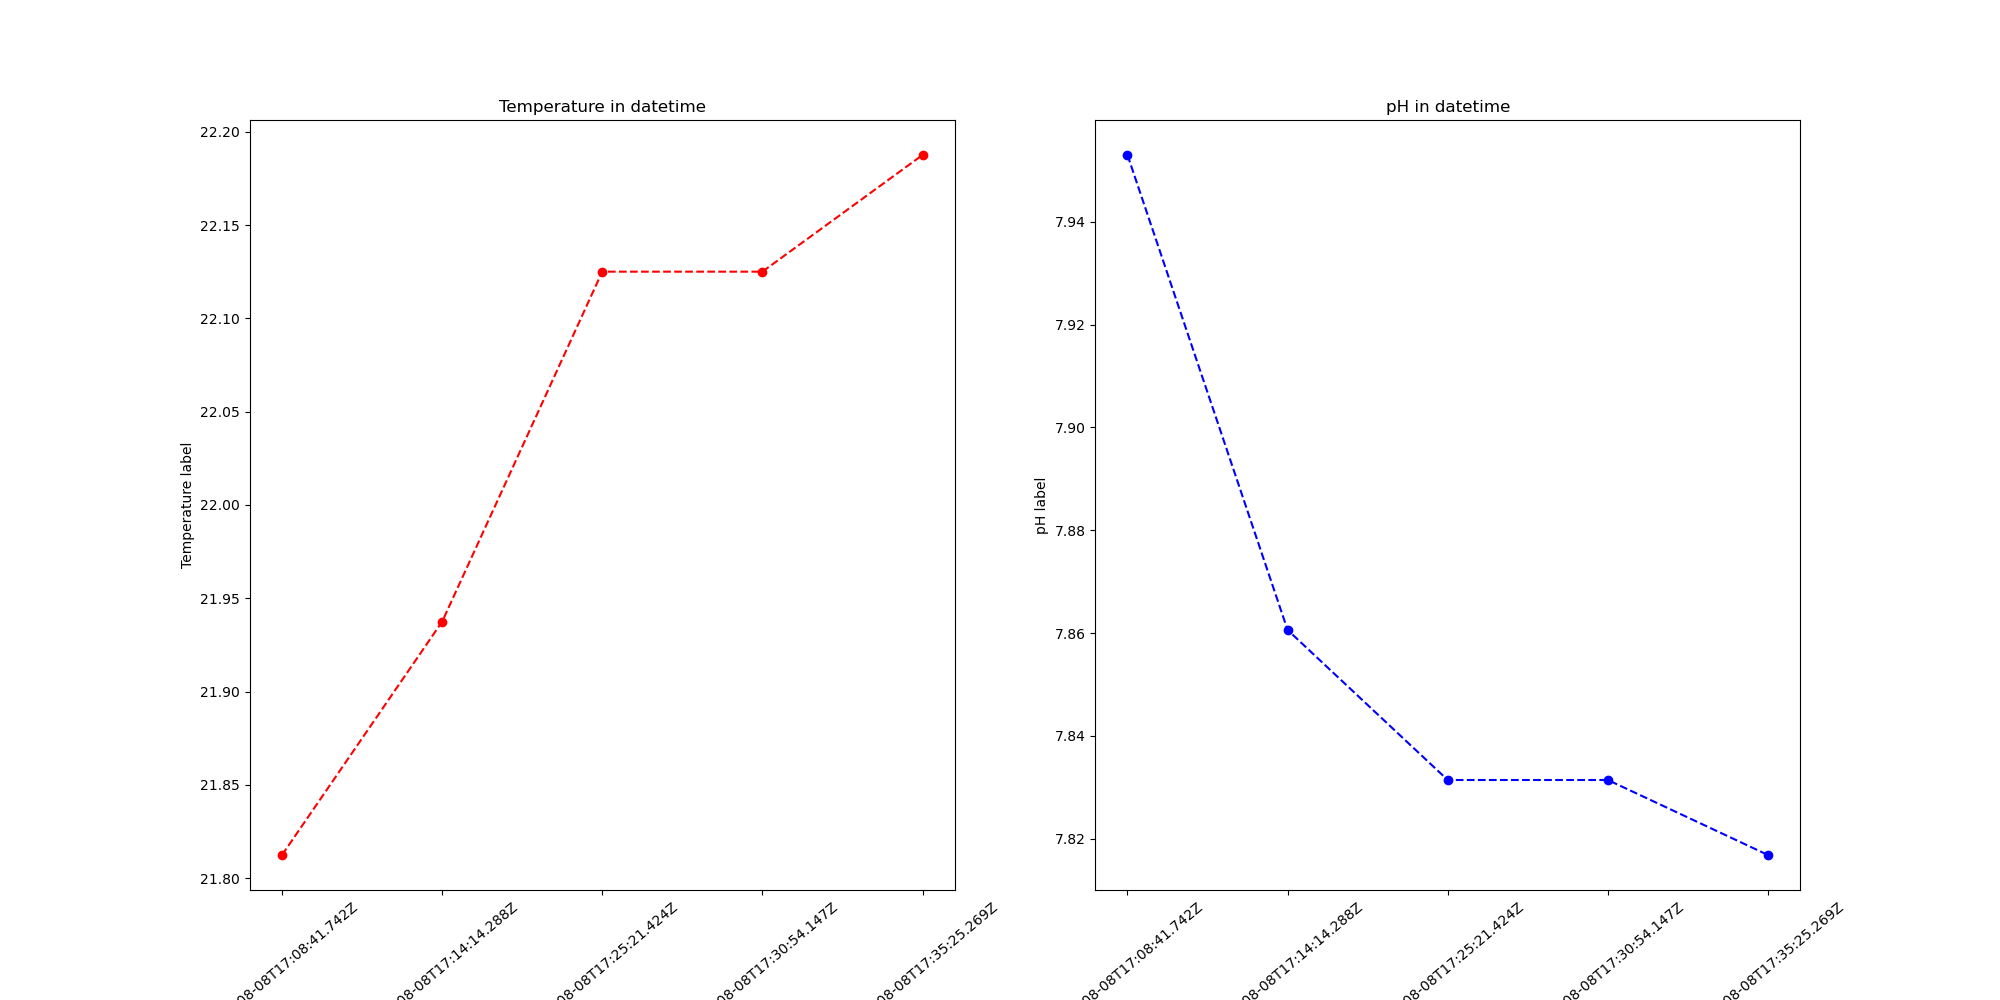 Temperature in datetime
22.20
22.15
22.10
22.05
22.00
21.95
21.90
21.85
21.80
Temperature label
08-08T17:08:41.742Z
08-08T17:14:14.288Z
08-08T17:25:21.424Z
08-08T17:30:54.147Z
08-08T17:35:25.269Z
pH in datetime
7.94
7.92
7.90
7.88
7.86
7.84
7.82
pH label
08-08T17:08:41.742Z
08-08T17:14:14.288Z
08-08T17:25:21.424Z
08-08T17:30:54.147Z
08-08T17:35:25.269Z